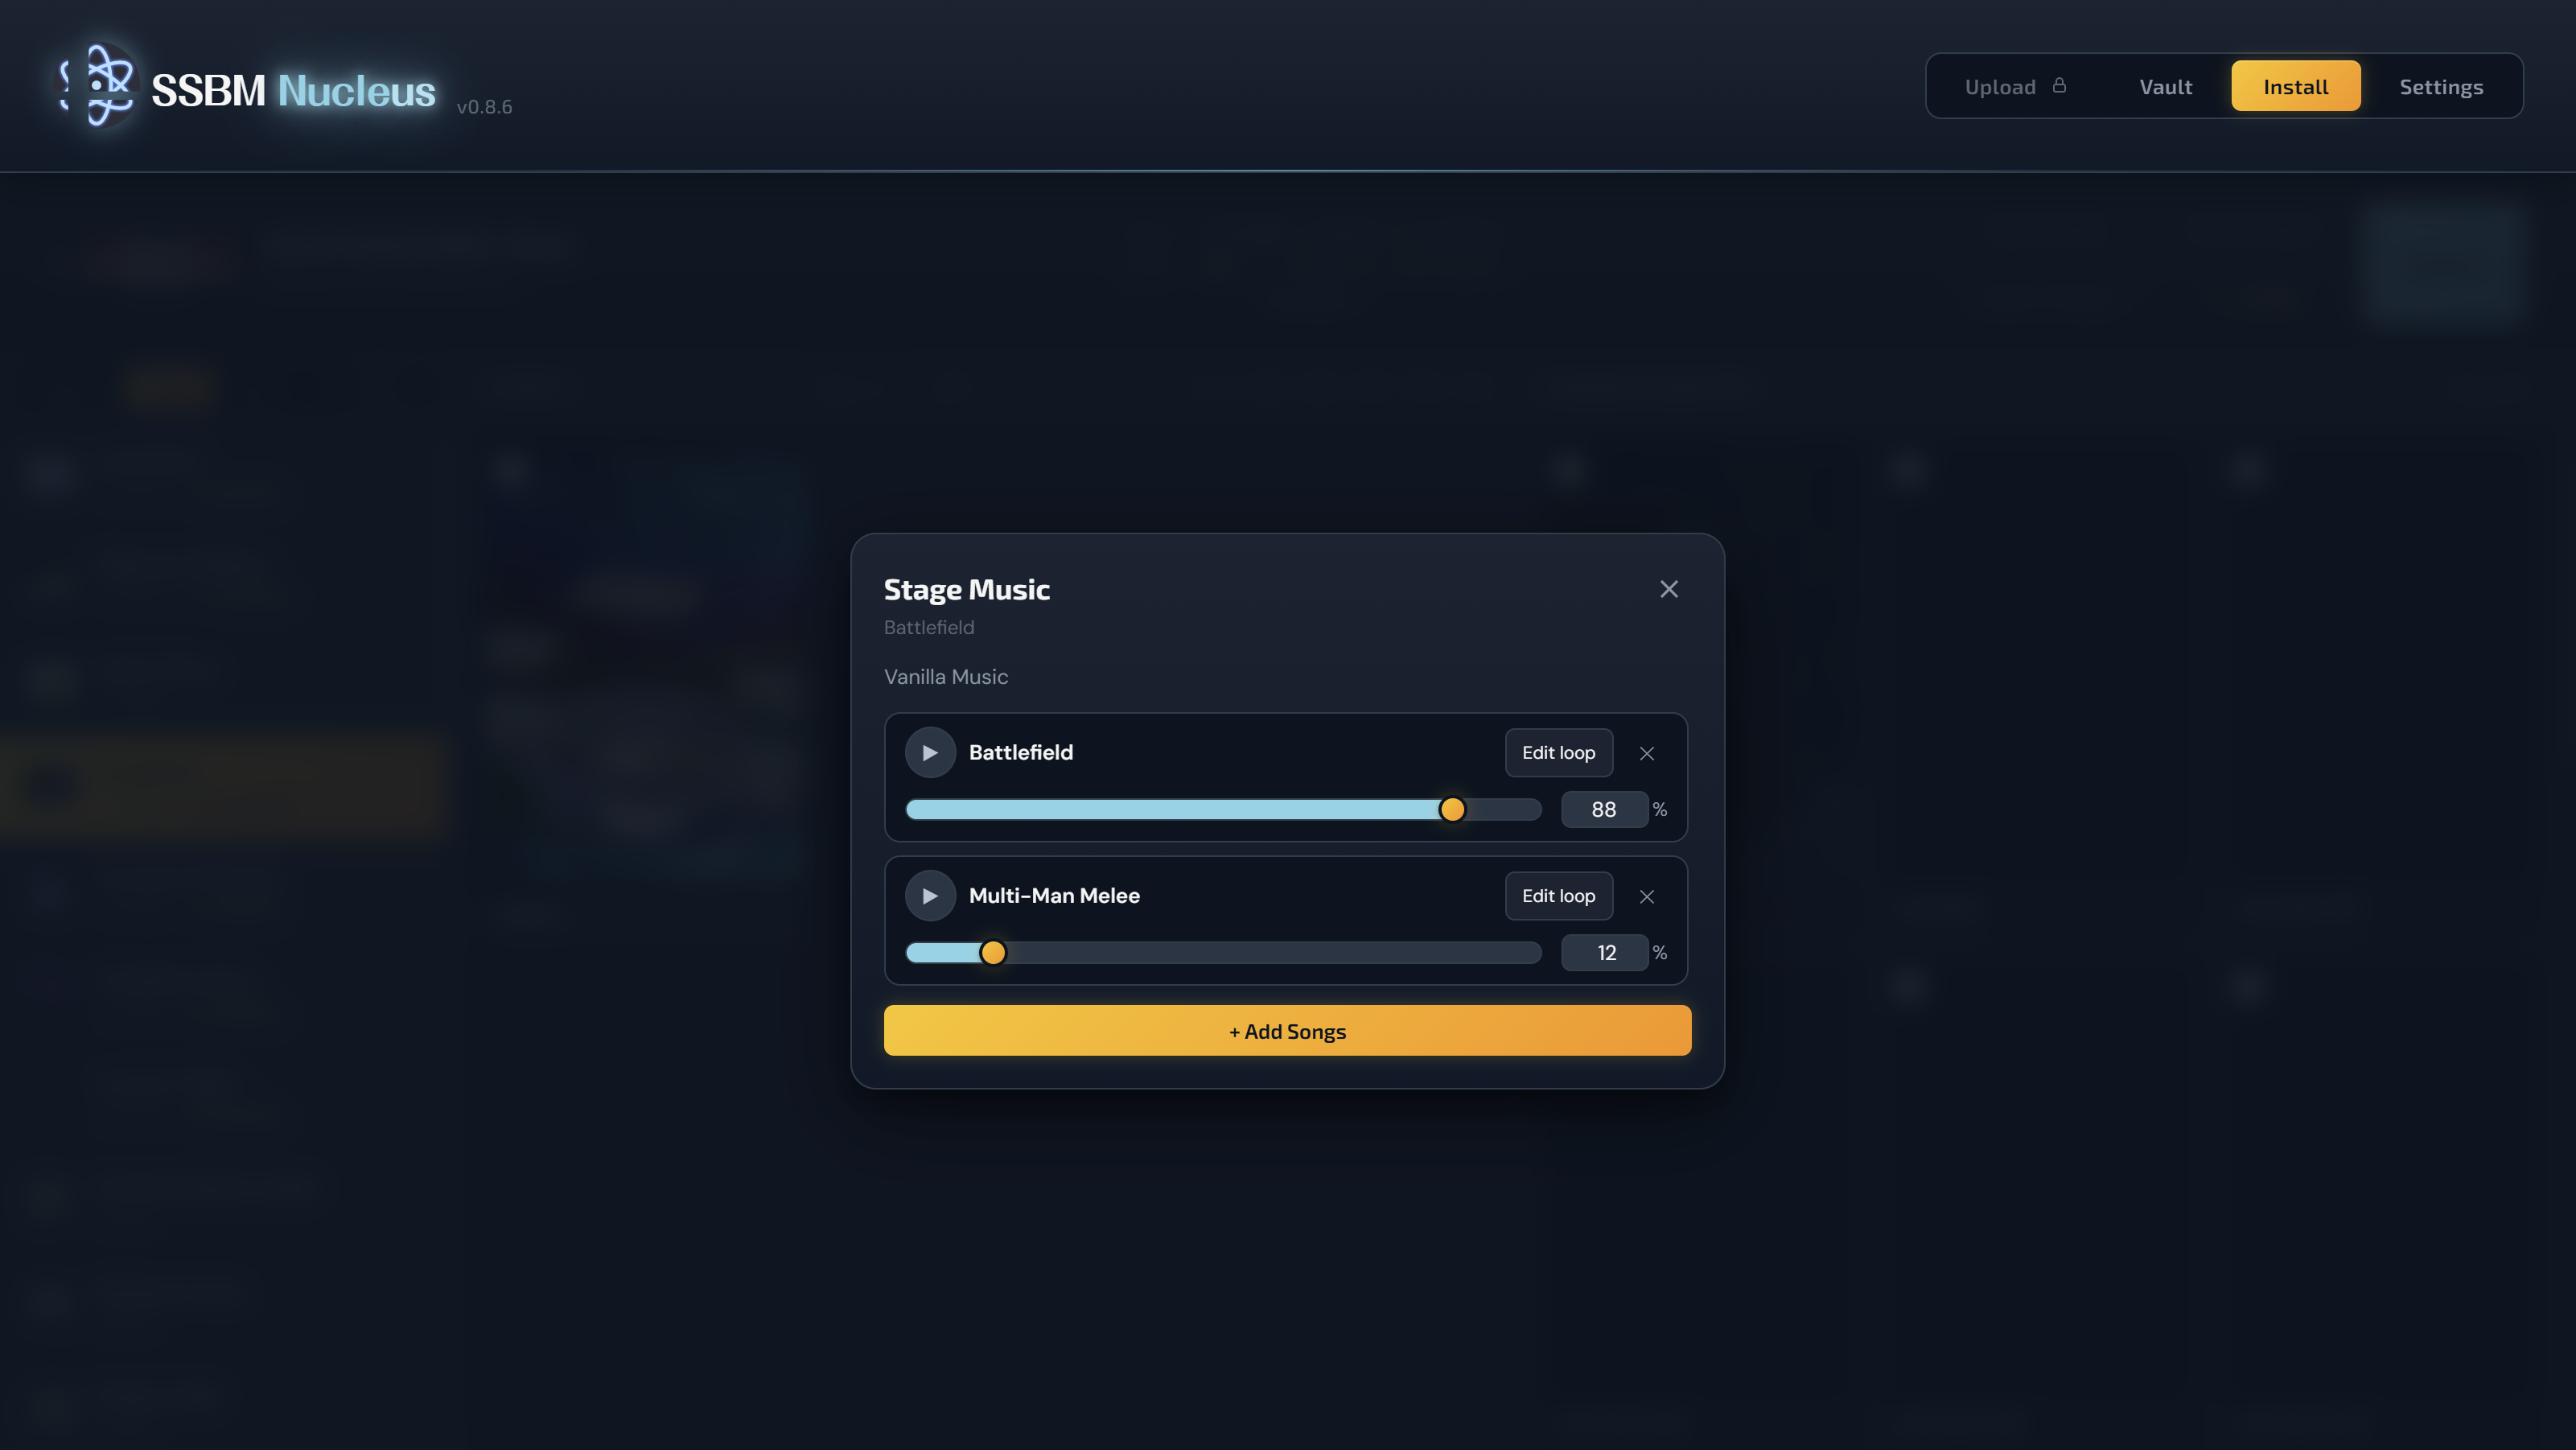 SSBM Nucleus v0.8.6
Upload Vault Install Settings
Stage Music
Battlefield
Vanilla Music
Battlefield Edit loop
88 %
Multi-Man Melee Edit loop
12 %
+ Add Songs